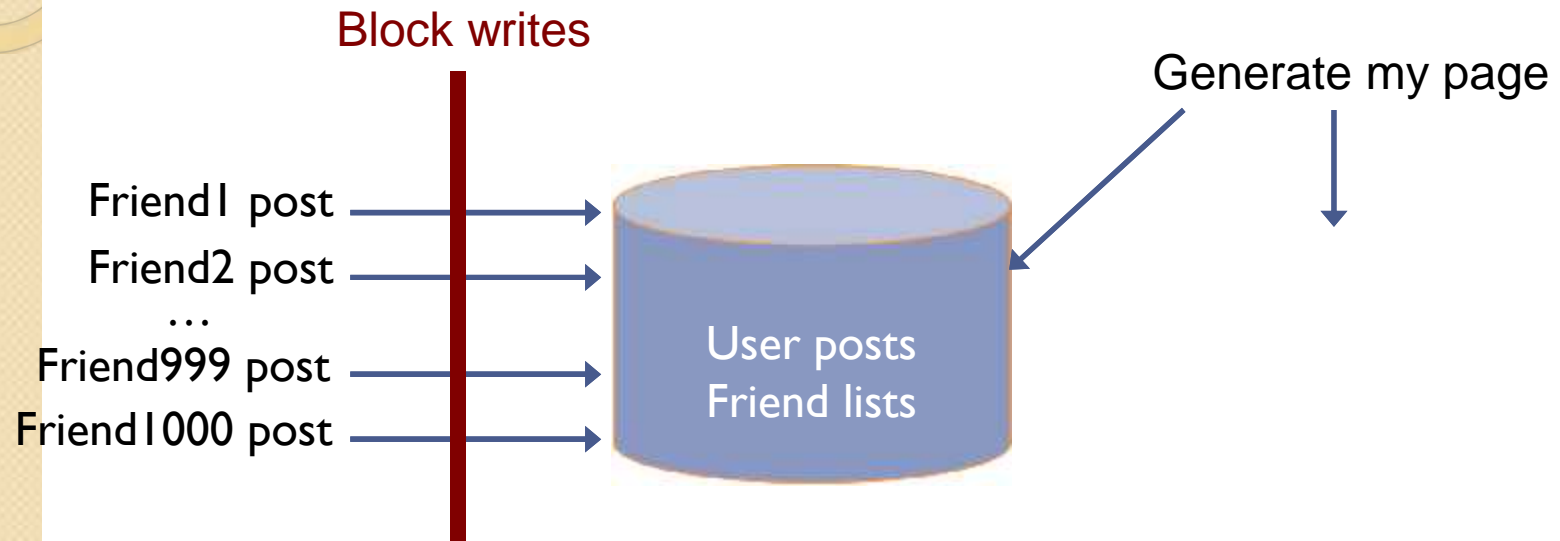 Block writes
Generate my page
Friend1 post
Friend2 post
…
Friend999 post
Friend1000 post
User posts
Friend lists